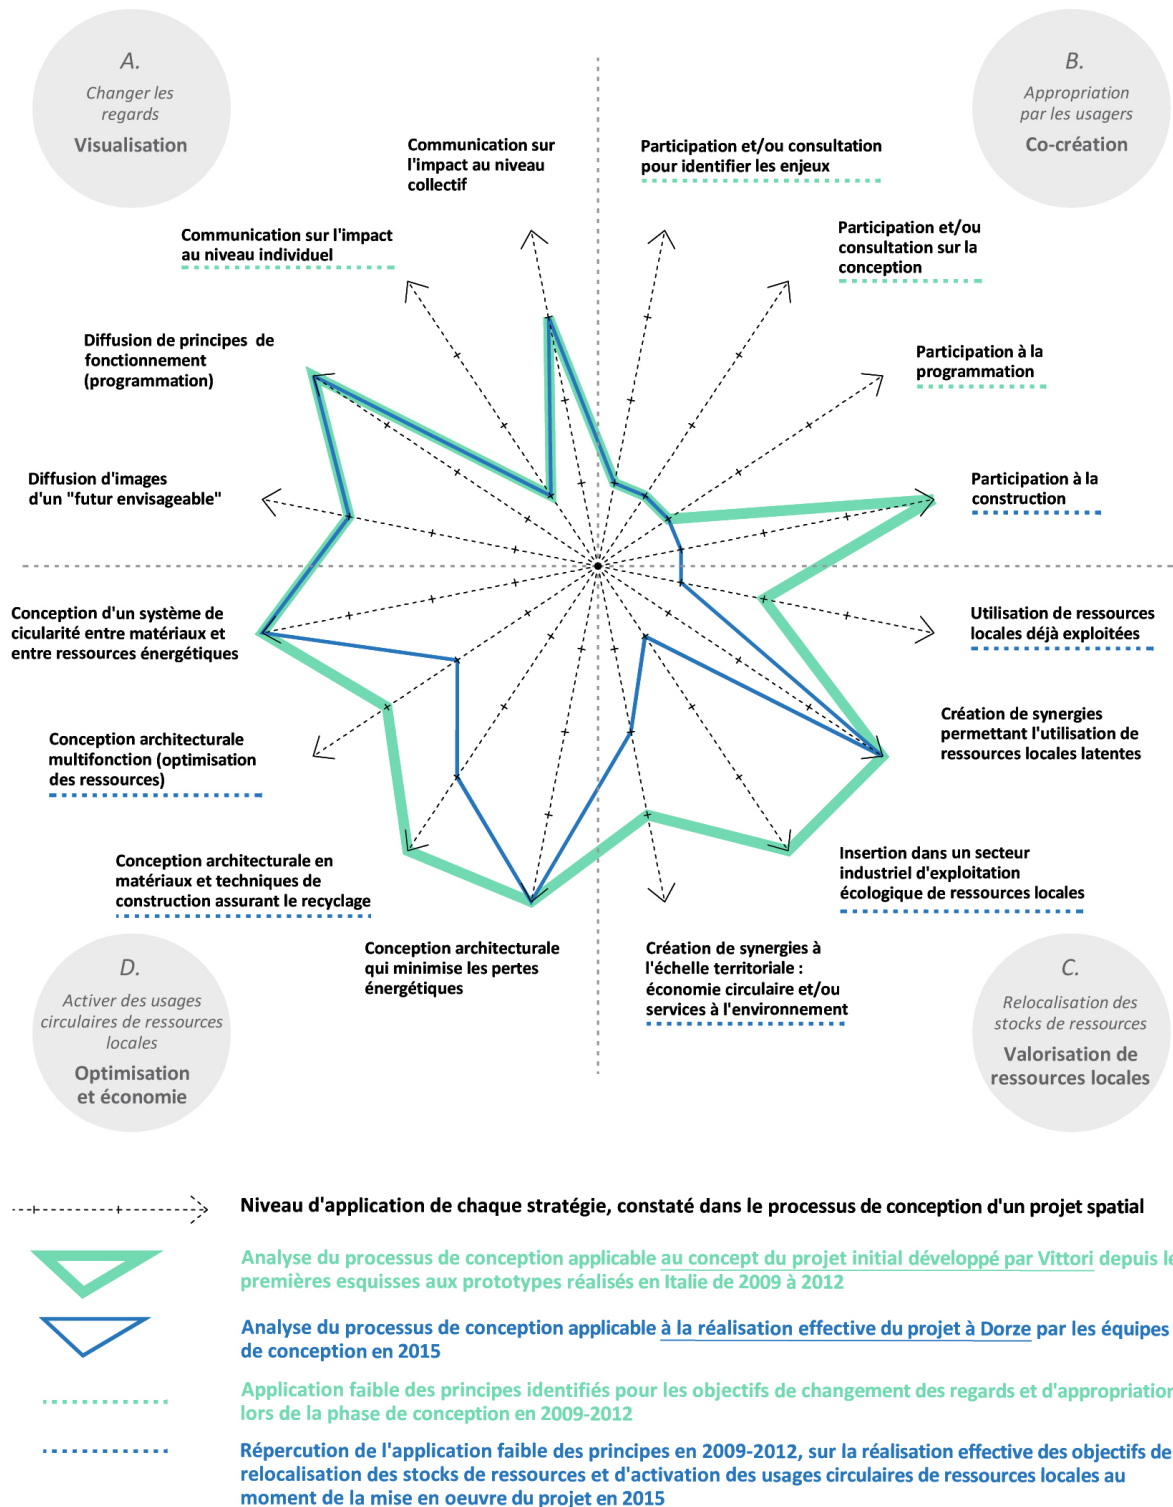 A.
Changer les
regards
Visualisation
B.
Appropriation
par les usagers
Co-création
Communication sur
l'impact au niveau
collectif
Participation et/ou consultation
pour identifier les enjeux
Communication sur l'impact
au niveau individuel
Participation et/ou
consultation sur la
conception
Diffusion de principes de
fonctionnement
(programmation)
Participation à la
programmation
Diffusion d'images
d'un "futur envisageable"
Participation à la
construction
Conception d'un système de
cicularité entre matériaux et
entre ressources énergétiques
Utilisation de ressources
locales déjà exploitées
Conception architecturale
multifonction (optimisation
des ressources)
Création de synergies
permettant l'utilisation de
ressources locales latentes
Conception architecturale en
matériaux et techniques de
construction assurant le recyclage
Insertion dans un secteur
industriel d'exploitation
écologique de ressources locales
Conception architecturale
qui minimise les pertes
énergétiques
Création de synergies à
l'échelle territoriale :
économie circulaire et/ou
services à l'environnement
D.
Activer des usages
circulaires de ressources
locales
Optimisation
et économie
C.
Relocalisation des
stocks de ressources
Valorisation de
ressources locales
Niveau d'application de chaque stratégie, constaté dans le processus de conception d'un projet spatial
Analyse du processus de conception applicable au concept du projet initial développé par Vittori depuis le
premières esquisses aux prototypes réalisés en Italie de 2009 à 2012
Analyse du processus de conception applicable à la réalisation effective du projet à Dorze par les équipes
de conception en 2015
Application faible des principes identifiés pour les objectifs de changement des regards et d'appropriation
lors de la phase de conception en 2009-2012
Répercution de l'application faible des principes en 2009-2012, sur la réalisation effective des objectifs de
relocalisation des stocks de ressources et d'activation des usages circulaires de ressources locales au
moment de la mise en oeuvre du projet en 2015